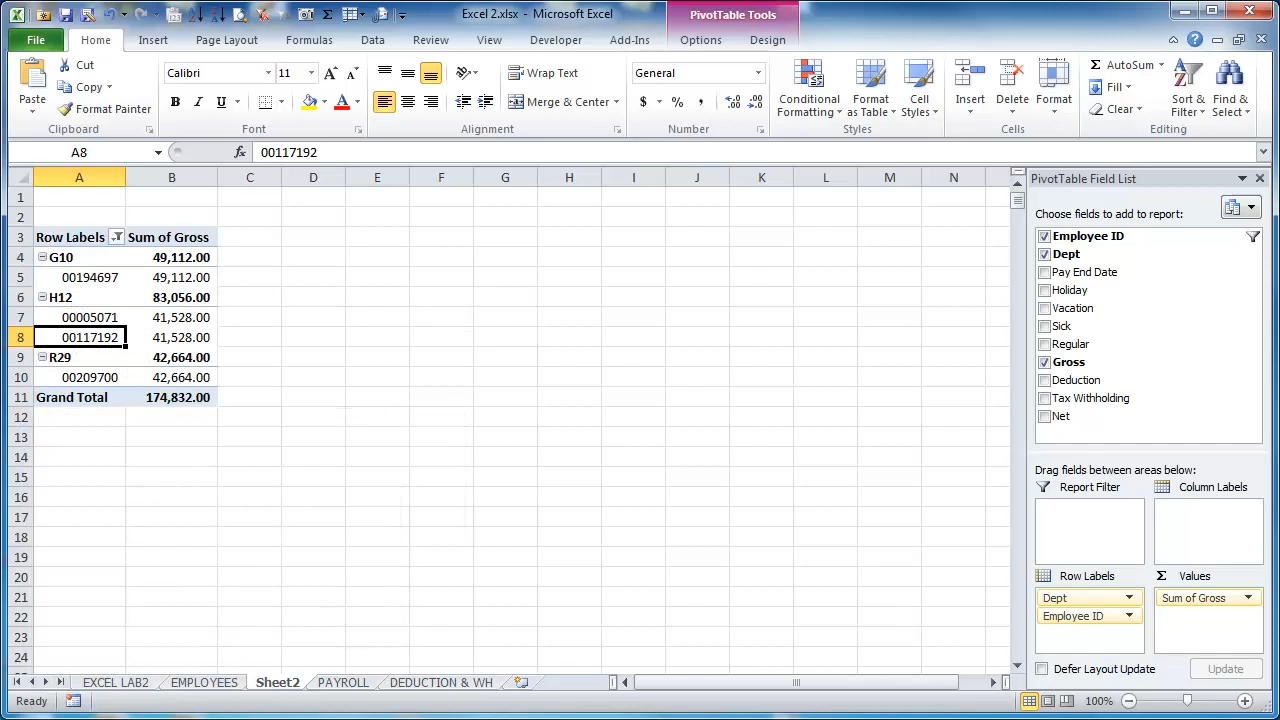 Excel 2.xlsx - Microsoft Excel
PivotTable Tools
File Home Insert Page Layout Formulas Data Review View Developer Add-Ins Options Design
Paste
Cut
Copy
Format Painter
Clipboard
Calibri 11
B I U
Font
Wrap Text
Merge & Center
Alignment
General
$ % ,
Number
Conditional Formatting
Format as Table
Cell Styles
Styles
Insert
Delete
Format
Cells
AutoSum
Fill
Clear
Sort & Filter
Find & Select
Editing
A8 fx 00117192
A B C D E F G H I J K L M N
1
2
3 Row Labels Sum of Gross
4 G10 49,112.00
5 00194697 49,112.00
6 H12 83,056.00
7 00005071 41,528.00
8 00117192 41,528.00
9 R29 42,664.00
10 00209700 42,664.00
11 Grand Total 174,832.00
12
13
14
15
16
17
18
19
20
21
22
23
24
PivotTable Field List
Choose fields to add to report:
Employee ID
Dept
Pay End Date
Holiday
Vacation
Sick
Regular
Gross
Deduction
Tax Withholding
Net
Drag fields between areas below:
Report Filter
Column Labels
Row Labels
Σ Values
Dept
Employee ID
Sum of Gross
Defer Layout Update
Update
EXCEL LAB2 EMPLOYEES Sheet2 PAYROLL DEDUCTION & WH
Ready
100%